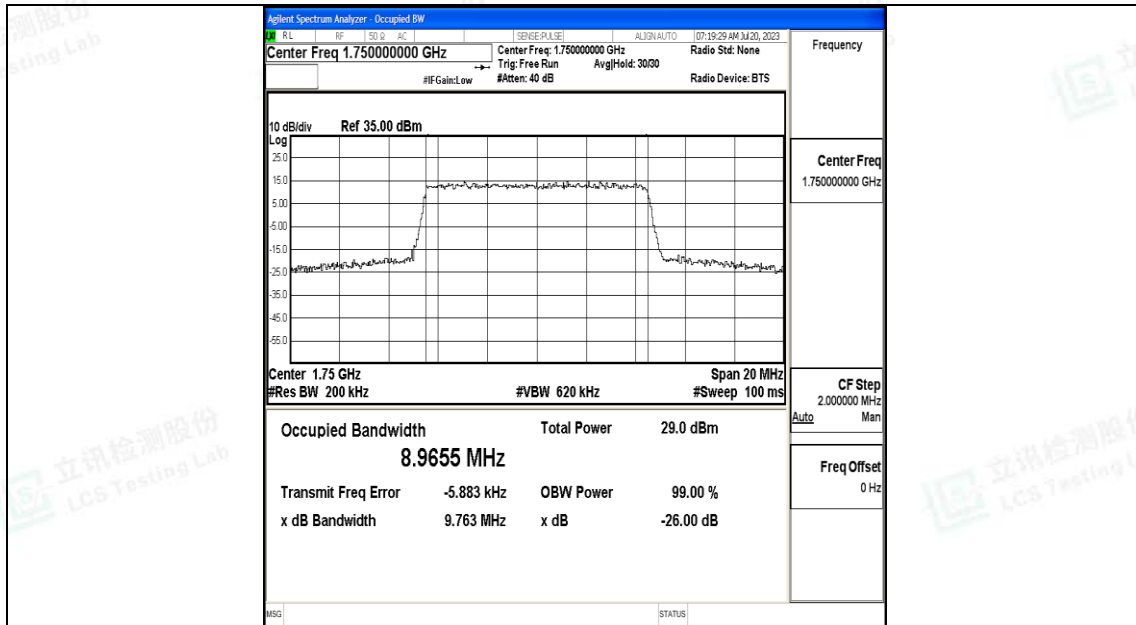 Agilent Spectrum Analyzer - Occupied BW
RL RF 50 Ω AC SENSE:PULSE ALIGN AUTO 07:19:29 AM Jul 20, 2023
Center Freq 1.750000000 GHz
Center Freq: 1.750000000 GHz
Radio Std: None
Trig: Free Run Avg|Hold: 30/30
#IFGain:Low
#Atten: 40 dB
Radio Device: BTS
Frequency
10 dB/div Ref 35.00 dBm
Log
25.0
15.0
5.00
-5.00
-15.0
-25.0
-35.0
-45.0
-55.0
Center 1.75 GHz
Span 20 MHz
#Res BW 200 kHz
#VBW 620 kHz
#Sweep 100 ms
Center Freq
1.750000000 GHz
CF Step
2.000000 MHz
Auto Man
Freq Offset
0 Hz
Occupied Bandwidth
8.9655 MHz
Total Power 29.0 dBm
Transmit Freq Error -5.883 kHz
OBW Power 99.00 %
x dB Bandwidth 9.763 MHz
x dB -26.00 dB
MSG
STATUS
立讯检测股份
LCS Testing Lab
立讯检测股份
LCS Testing L